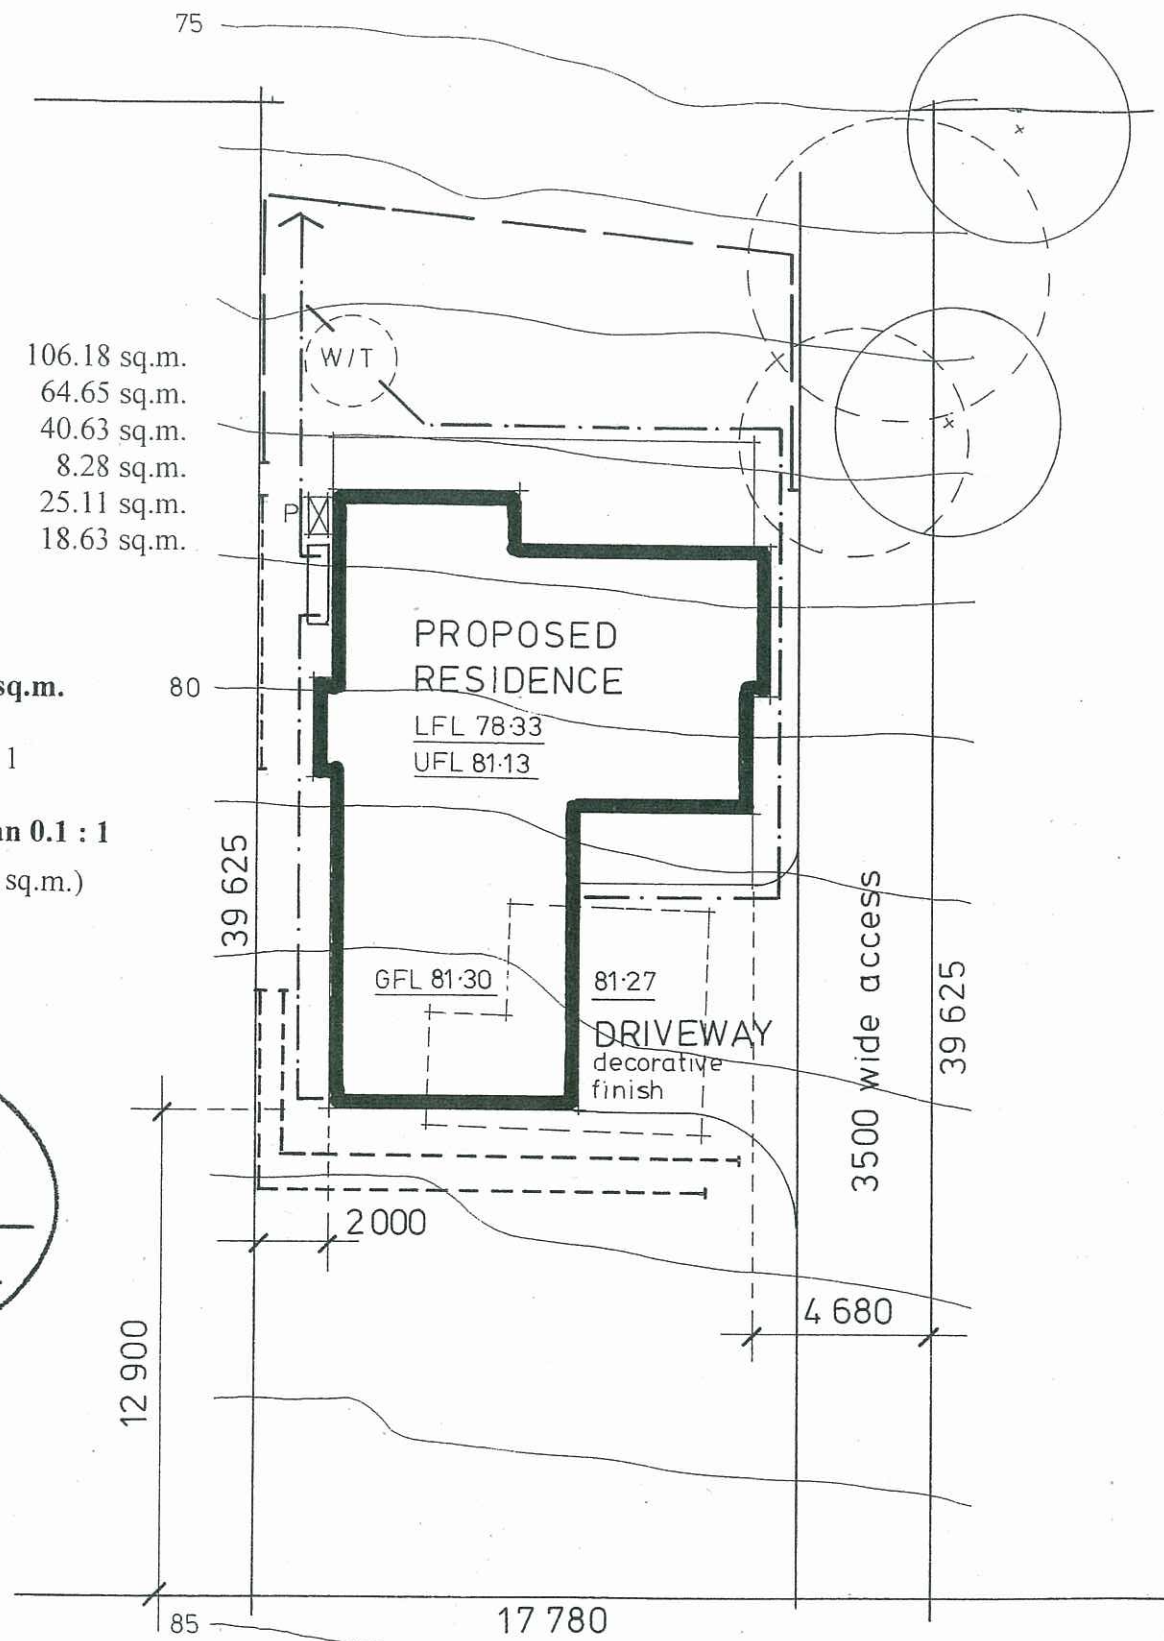 75
106.18 sq.m.
64.65 sq.m.
40.63 sq.m.
8.28 sq.m.
25.11 sq.m.
18.63 sq.m.
W/T
P
PROPOSED
RESIDENCE
LFL 78·33
UFL 81·13
sq.m.
80
1
0.1 : 1
sq.m.)
39 625
GFL 81·30
81·27
DRIVEWAY
decorative
finish
3500 wide access
39 625
2000
4 680
12 900
17 780
85